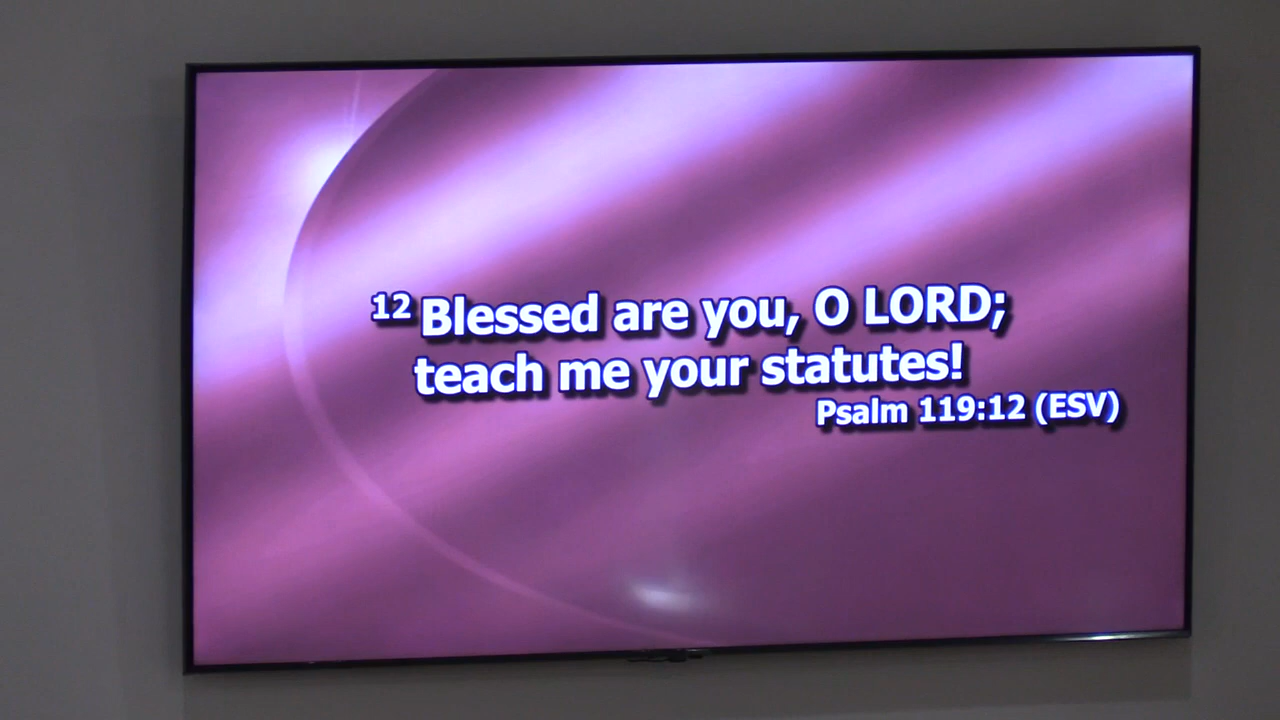 12 Blessed are you, O LORD;
teach me your statutes!
Psalm 119:12 (ESV)